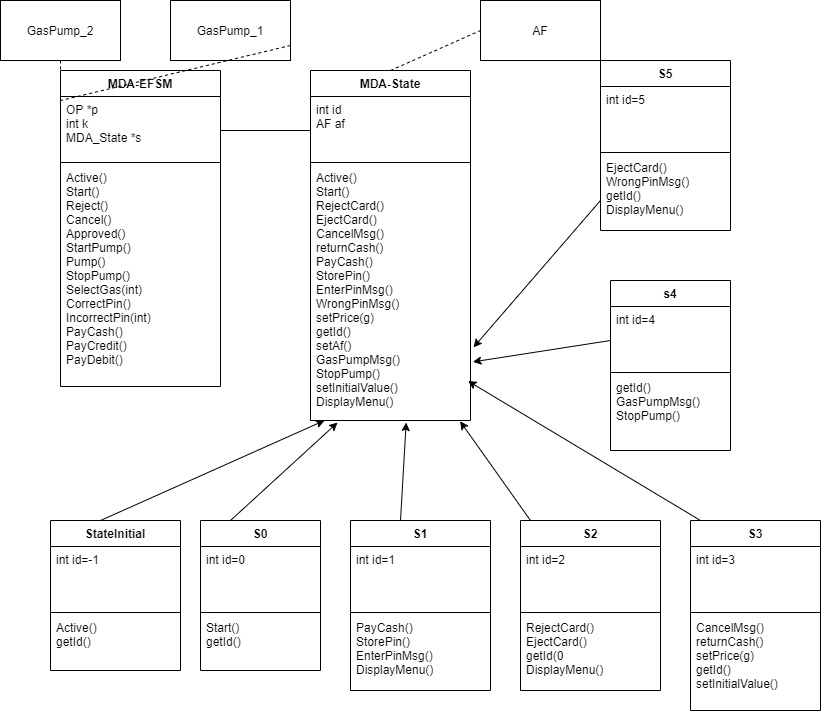 GasPump_2
GasPump_1
AF
MDA-EFSM
OP *p
int k
MDA_State *s
Active()
Start()
Reject()
Cancel()
Approved()
StartPump()
Pump()
StopPump()
SelectGas(int)
CorrectPin()
IncorrectPin(int)
PayCash()
PayCredit()
PayDebit()
MDA-State
int id
AF af
Active()
Start()
RejectCard()
EjectCard()
CancelMsg()
returnCash()
PayCash()
StorePin()
EnterPinMsg()
WrongPinMsg()
setPrice(g)
getId()
setAf()
GasPumpMsg()
StopPump()
setInitialValue()
DisplayMenu()
S5
int id=5
EjectCard()
WrongPinMsg()
getId()
DisplayMenu()
s4
int id=4
getId()
GasPumpMsg()
StopPump()
StateInitial
int id=-1
Active()
getId()
S0
int id=0
Start()
getId()
S1
int id=1
PayCash()
StorePin()
EnterPinMsg()
DisplayMenu()
S2
int id=2
RejectCard()
EjectCard()
getId(0
DisplayMenu()
S3
int id=3
CancelMsg()
returnCash()
setPrice(g)
getId()
setInitialValue()